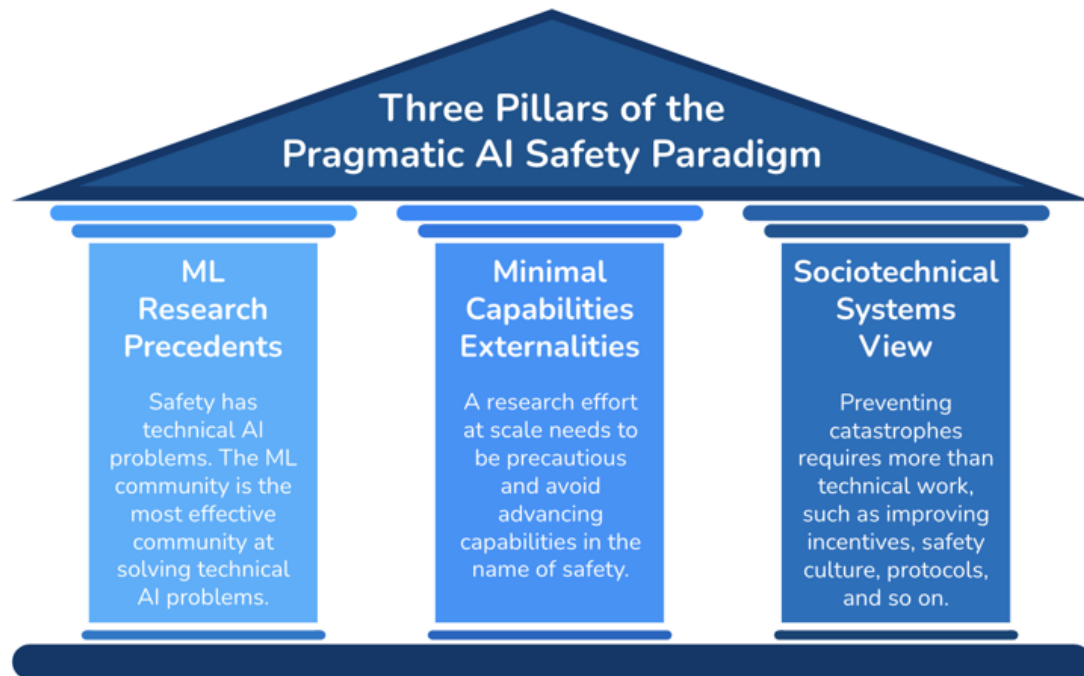 Three Pillars of the
Pragmatic AI Safety Paradigm
ML
Research
Precedents
Safety has
technical AI
problems. The ML
community is the
most effective
community at
solving technical
AI problems.
Minimal
Capabilities
Externalities
A research effort
at scale needs to
be precautious
and avoid
advancing
capabilities in the
name of safety.
Sociotechnical
Systems
View
Preventing
catastrophes
requires more than
technical work,
such as improving
incentives, safety
culture, protocols,
and so on.